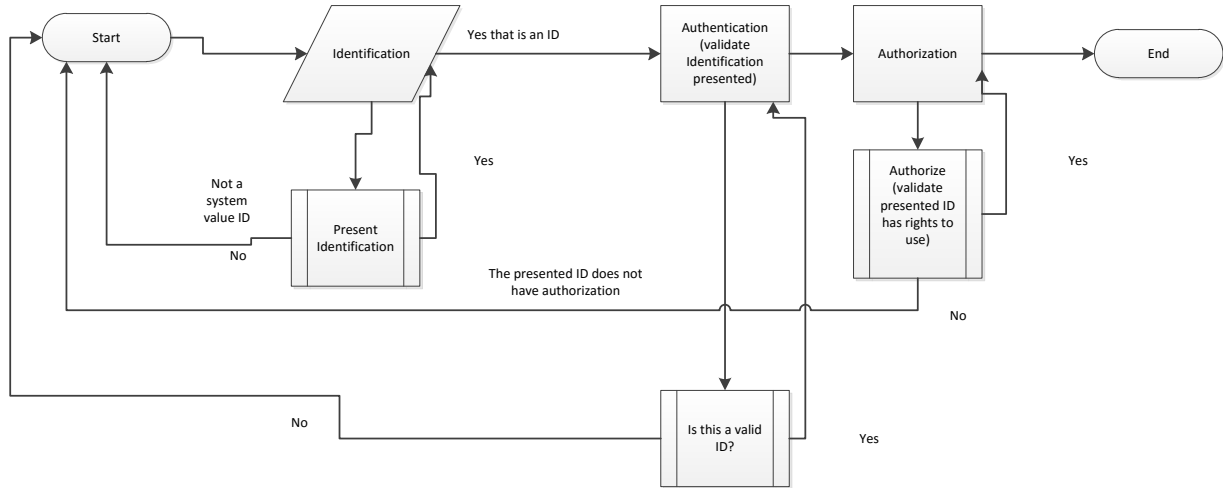 Start
Identification
Yes that is an ID
Authentication
(validate
Identification
presented)
Authorization
End
Yes
Not a
system
value ID
No
Present
Identification
Authorize
(validate
presented ID
has rights to
use)
Yes
The presented ID does not
have authorization
No
No
Is this a valid
ID?
Yes